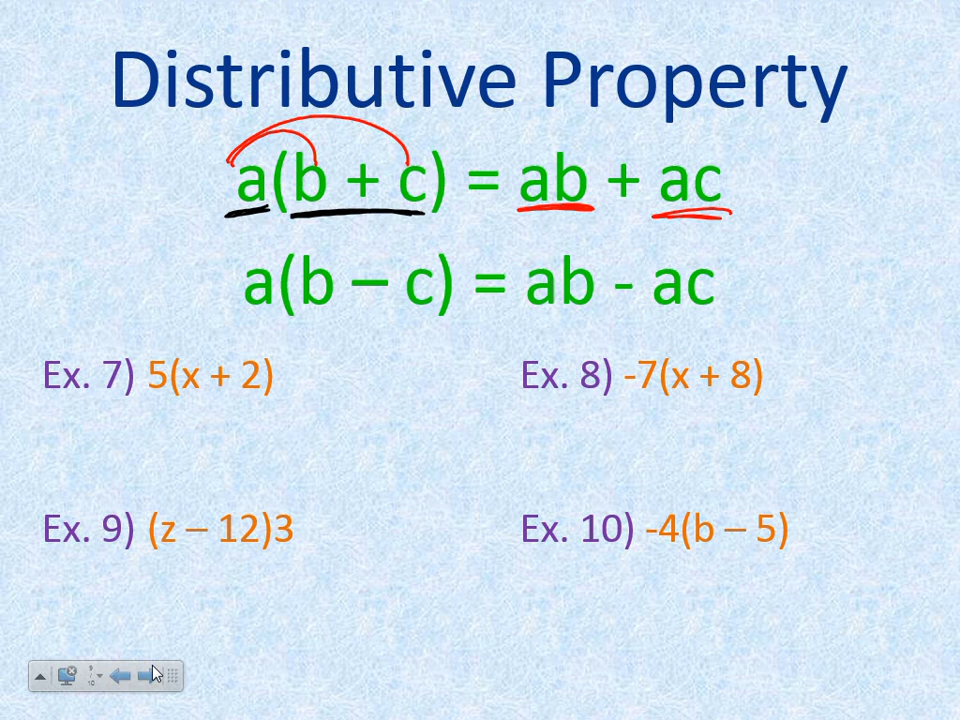 Distributive Property
a(b + c) = ab + ac
a(b – c) = ab - ac
Ex. 7) 5(x + 2)
Ex. 8) -7(x + 8)
Ex. 9) (z – 12)3
Ex. 10) -4(b – 5)